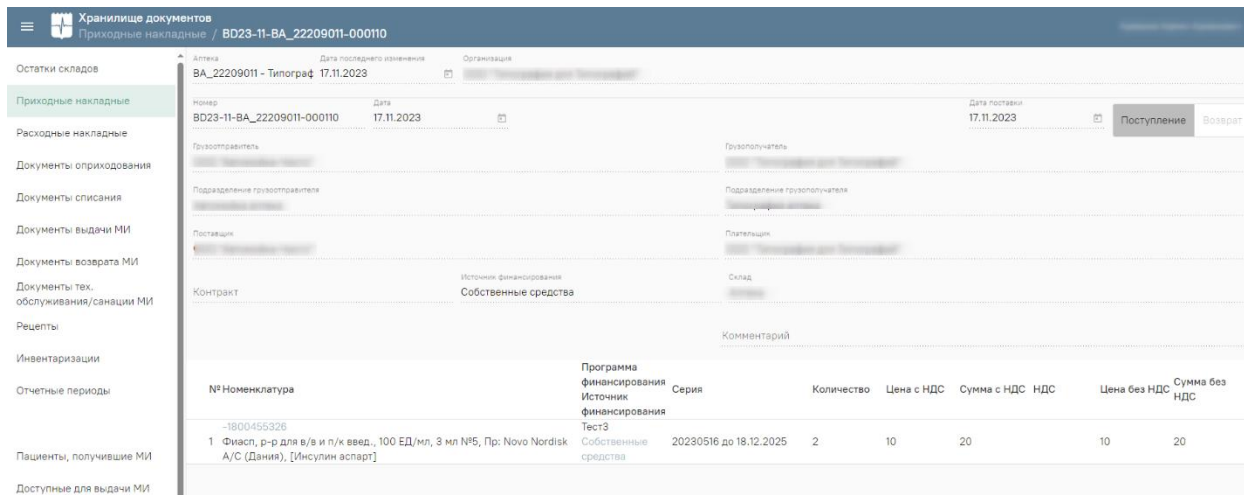 Хранилище документов
Приходные накладные / BD23-11-BA_22209011-000110
Остатки складов
Приходные накладные
Расходные накладные
Документы оприходования
Документы списания
Документы выдачи МИ
Документы возврата МИ
Документы тех.
обслуживания/санации МИ
Рецепты
Инвентаризации
Отчетные периоды
Пациенты, получившие МИ
Доступные для выдачи МИ
Аптека Дата последнего изменения Организация
BA_22209011 - Типограф 17.11.2023
Номер Дата Дата поставки
BD23-11-BA_22209011-000110 17.11.2023 17.11.2023 Поступление Возврат
Грузоотправитель Грузополучатель
Подразделение грузоотправителя Подразделение грузополучателя
Поставщик Плательщик
Источник финансирования Склад
Контракт Собственные средства
Комментарий
№ Номенклатура Программа финансирования Источник финансирования Серия Количество Цена с НДС Сумма с НДС НДС Цена без НДС Сумма без НДС
-1800455326 Тест3
1 Фиасп, р-р для в/в и п/к введ., 100 ЕД/мл, 3 мл №5, Пр: Novo Nordisk Собственные 20230516 до 18.12.2025 2 10 20 10 20
А/С (Дания), [Инсулин аспарт] средства